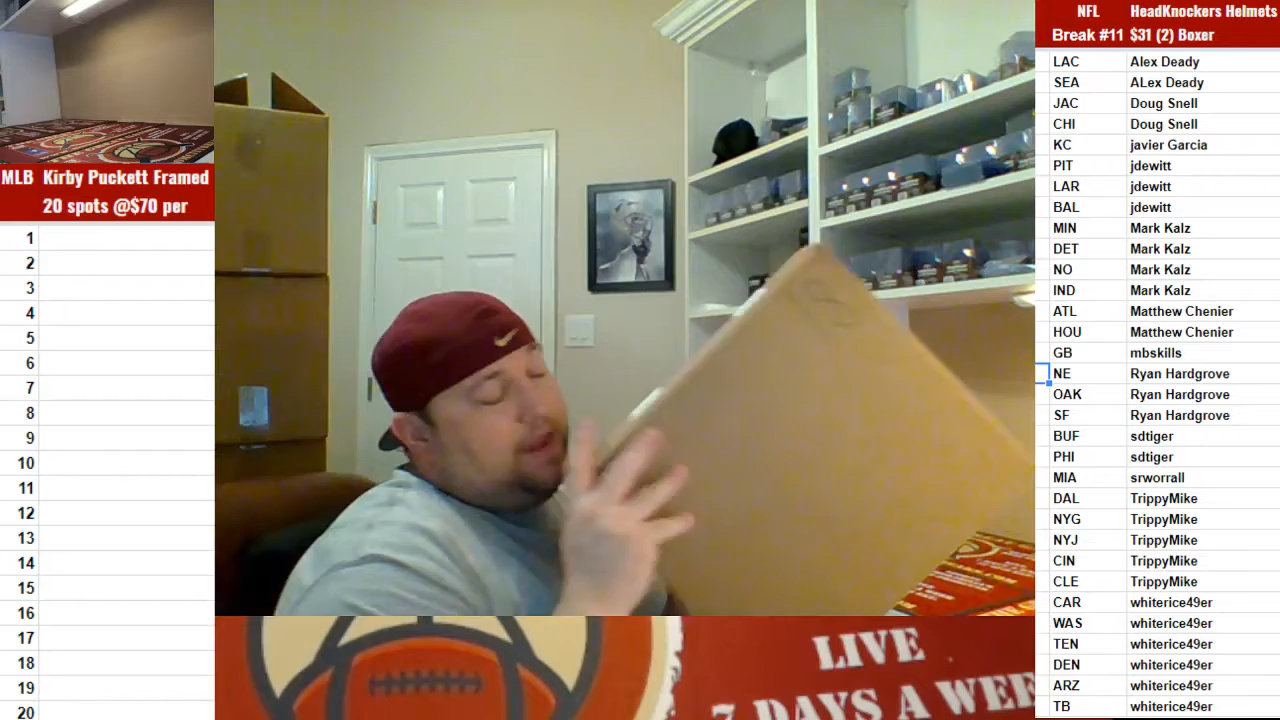 MLB Kirby Puckett Framed
20 spots @$70 per
1
2
3
4
5
6
7
8
9
10
11
12
13
14
15
16
17
18
19
20
LIVE
7 DAYS A WEE
NFL HeadKnockers Helmets
Break #11 $31 (2) Boxer
LAC Alex Deady
SEA ALex Deady
JAC Doug Snell
CHI Doug Snell
KC javier Garcia
PIT jdewitt
LAR jdewitt
BAL jdewitt
MIN Mark Kalz
DET Mark Kalz
NO Mark Kalz
IND Mark Kalz
ATL Matthew Chenier
HOU Matthew Chenier
GB mbskills
NE Ryan Hardgrove
OAK Ryan Hardgrove
SF Ryan Hardgrove
BUF sdtiger
PHI sdtiger
MIA srworrall
DAL TrippyMike
NYG TrippyMike
NYJ TrippyMike
CIN TrippyMike
CLE TrippyMike
CAR whiterice49er
WAS whiterice49er
TEN whiterice49er
DEN whiterice49er
ARZ whiterice49er
TB whiterice49er